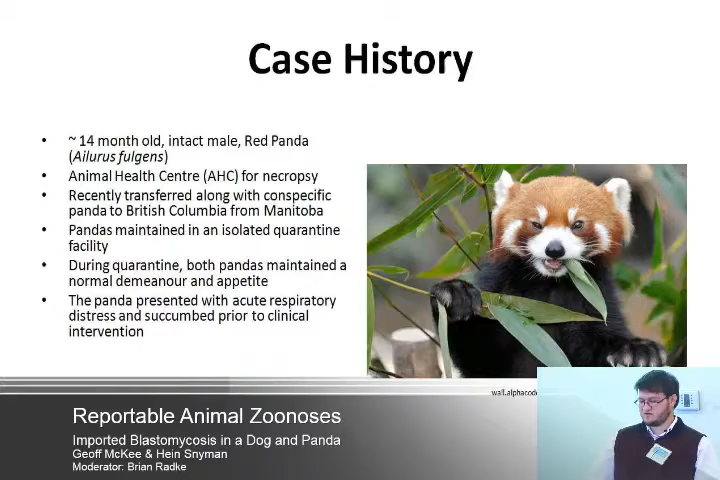 Case History
• ~ 14 month old, intact male, Red Panda
(Ailurus fulgens)
• Animal Health Centre (AHC) for necropsy
• Recently transferred along with conspecific
panda to British Columbia from Manitoba
• Pandas maintained in an isolated quarantine
facility
• During quarantine, both pandas maintained a
normal demeanour and appetite
• The panda presented with acute respiratory
distress and succumbed prior to clinical
intervention
wall.alphacod
Reportable Animal Zoonoses
Imported Blastomycosis in a Dog and Panda
Geoff McKee & Hein Snyman
Moderator: Brian Radke